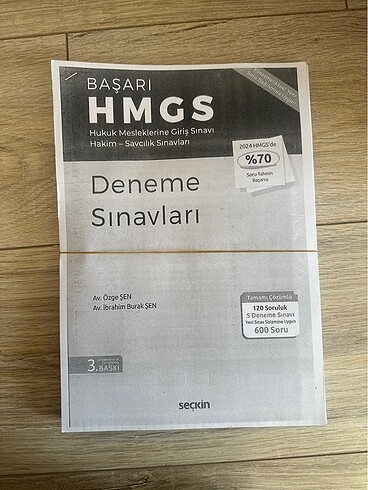 BAŞARI
HMGS
Hukuk Mesleklerine Giriş Sınavı
Hakim – Savcılık Sınavları
2024 HMGS'de
%70
Soru Tahmin
Başarısı
Deneme
Sınavları
Av. Özge ŞEN
Av. İbrahim Burak ŞEN
Tamamı Çözümlü
120 Soruluk
5 Deneme Sınavı
Yeni Sınav Sistemine Uygun
600 Soru
3.
BASKI
seçkin